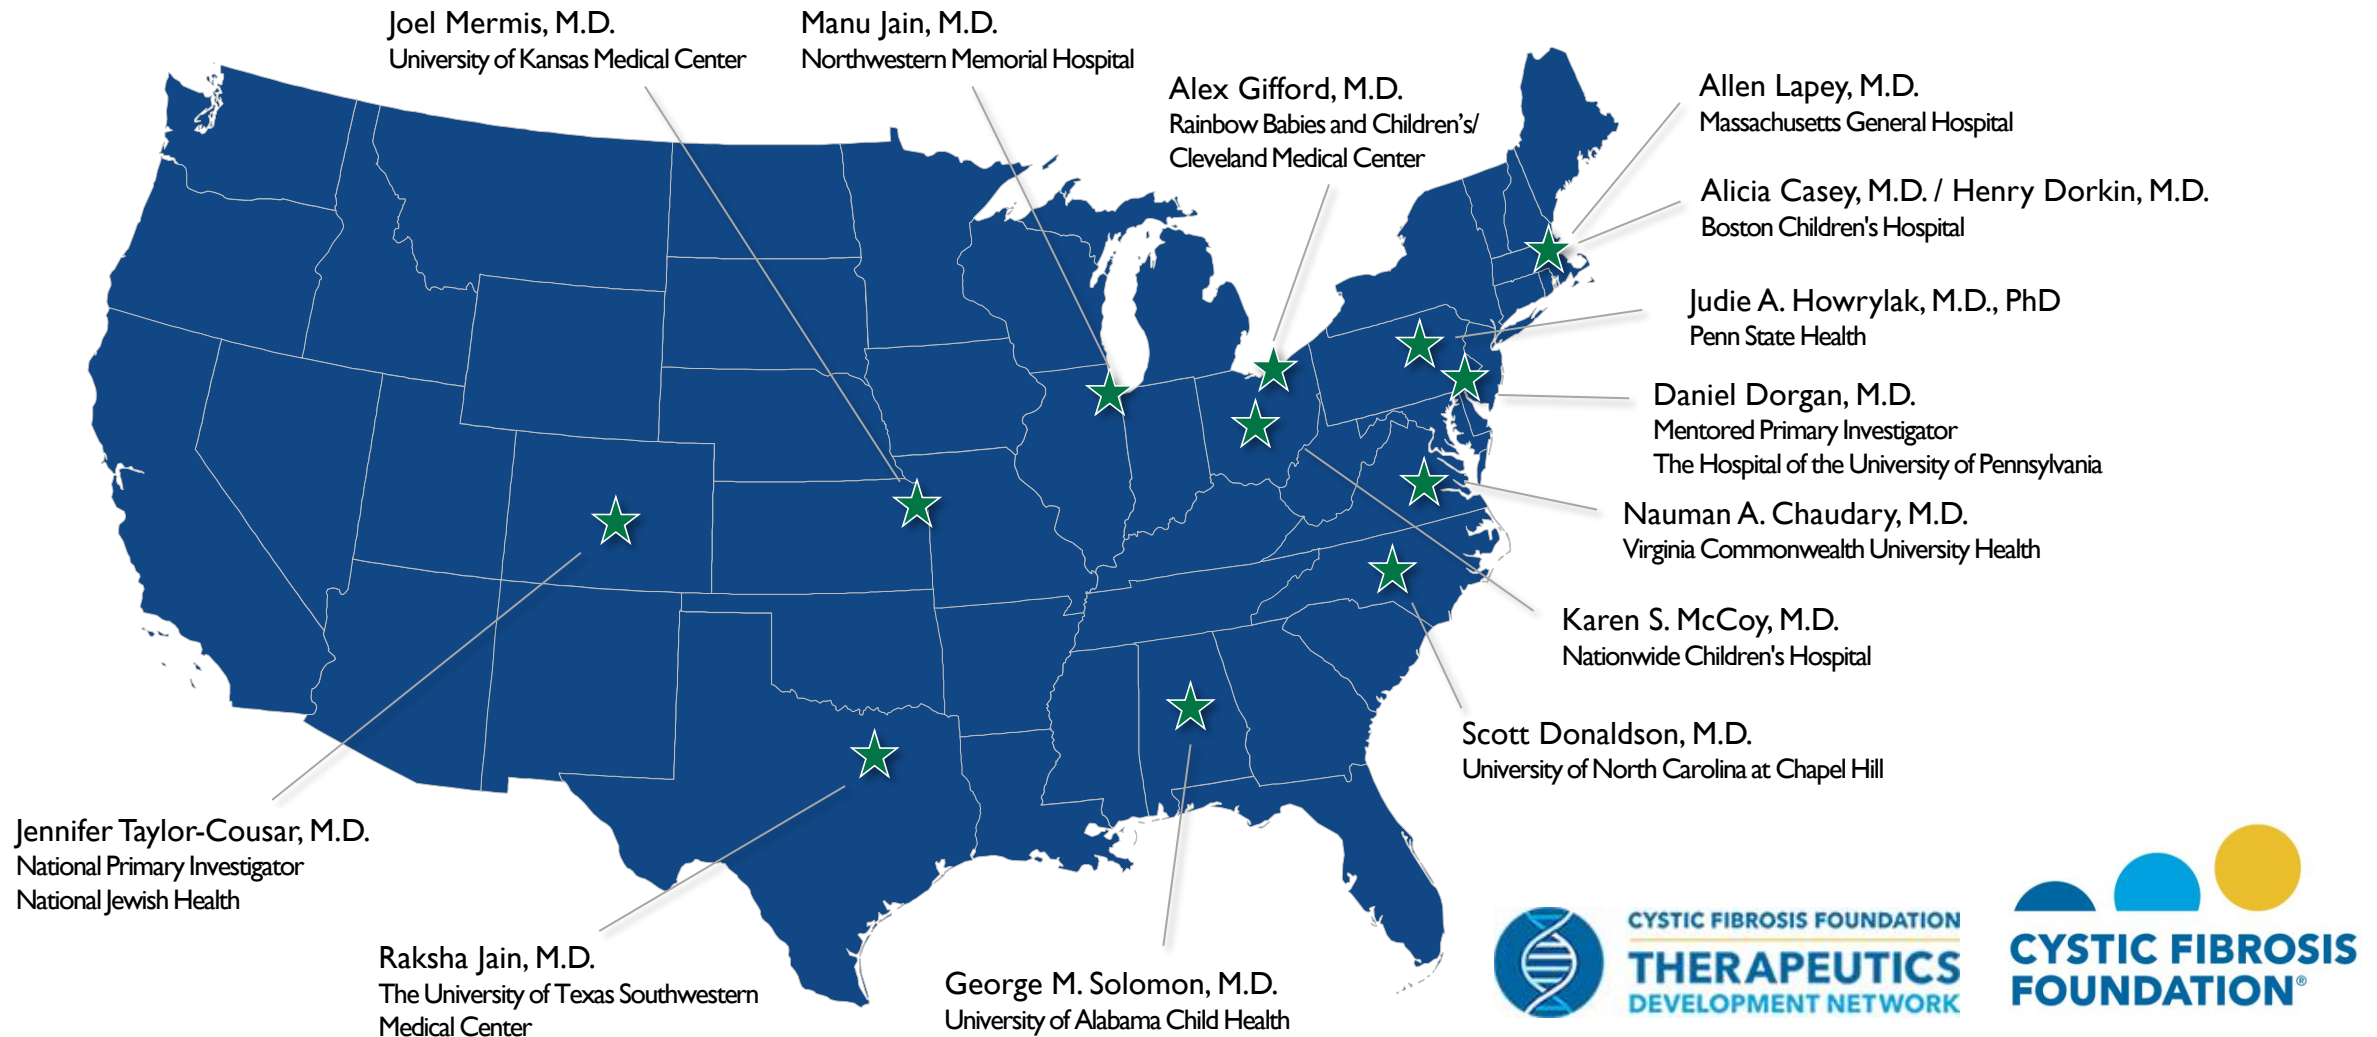 Joel Mermis, M.D.
University of Kansas Medical Center
Manu Jain, M.D.
Northwestern Memorial Hospital
Alex Gifford, M.D.
Rainbow Babies and Children’s/
Cleveland Medical Center
Allen Lapey, M.D.
Massachusetts General Hospital
Alicia Casey, M.D. / Henry Dorkin, M.D.
Boston Children's Hospital
Judie A. Howrylak, M.D., PhD
Penn State Health
Daniel Dorgan, M.D.
Mentored Primary Investigator
The Hospital of the University of Pennsylvania
Nauman A. Chaudary, M.D.
Virginia Commonwealth University Health
Karen S. McCoy, M.D.
Nationwide Children's Hospital
Scott Donaldson, M.D.
University of North Carolina at Chapel Hill
Jennifer Taylor-Cousar, M.D.
National Primary Investigator
National Jewish Health
Raksha Jain, M.D.
The University of Texas Southwestern
Medical Center
George M. Solomon, M.D.
University of Alabama Child Health
CYSTIC FIBROSIS FOUNDATION
THERAPEUTICS
DEVELOPMENT NETWORK
CYSTIC FIBROSIS
FOUNDATION®